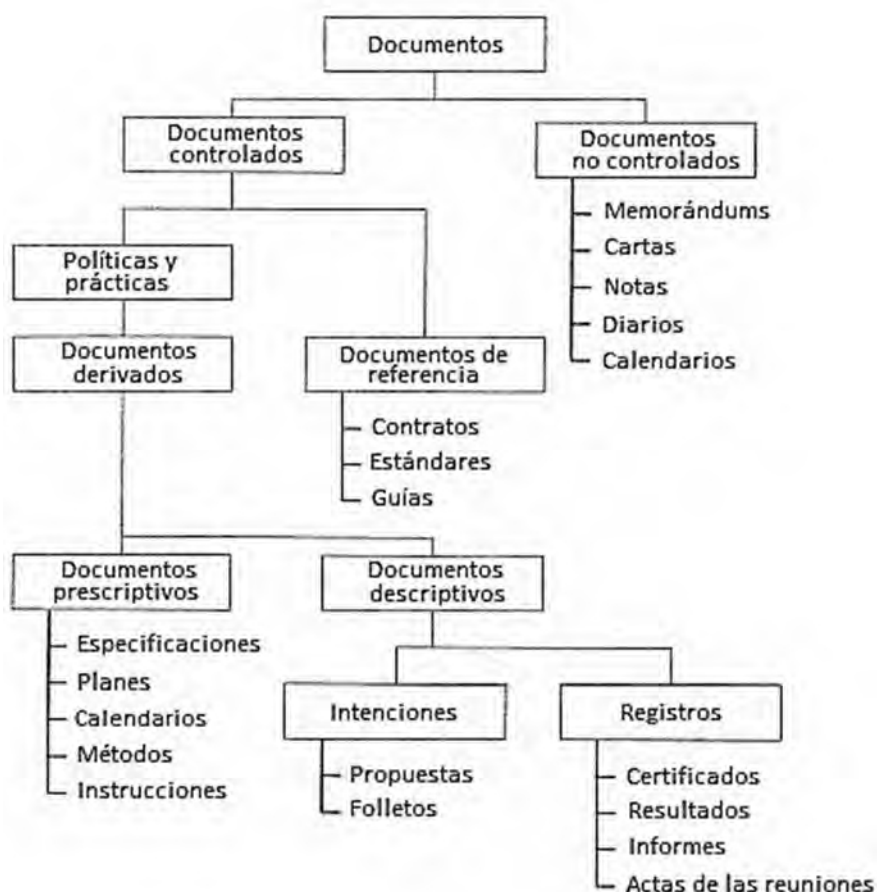 Documentos
Documentos
controlados
Documentos
no controlados
Memorándums
Cartas
Notas
Diarios
Calendarios
Políticas y
prácticas
Documentos
derivados
Documentos de
referencia
Contratos
Estándares
Guías
Documentos
prescriptivos
Documentos
descriptivos
Especificaciones
Planes
Calendarios
Métodos
Instrucciones
Intenciones
Registros
Propuestas
Folletos
Certificados
Resultados
Informes
Actas de las reuniones